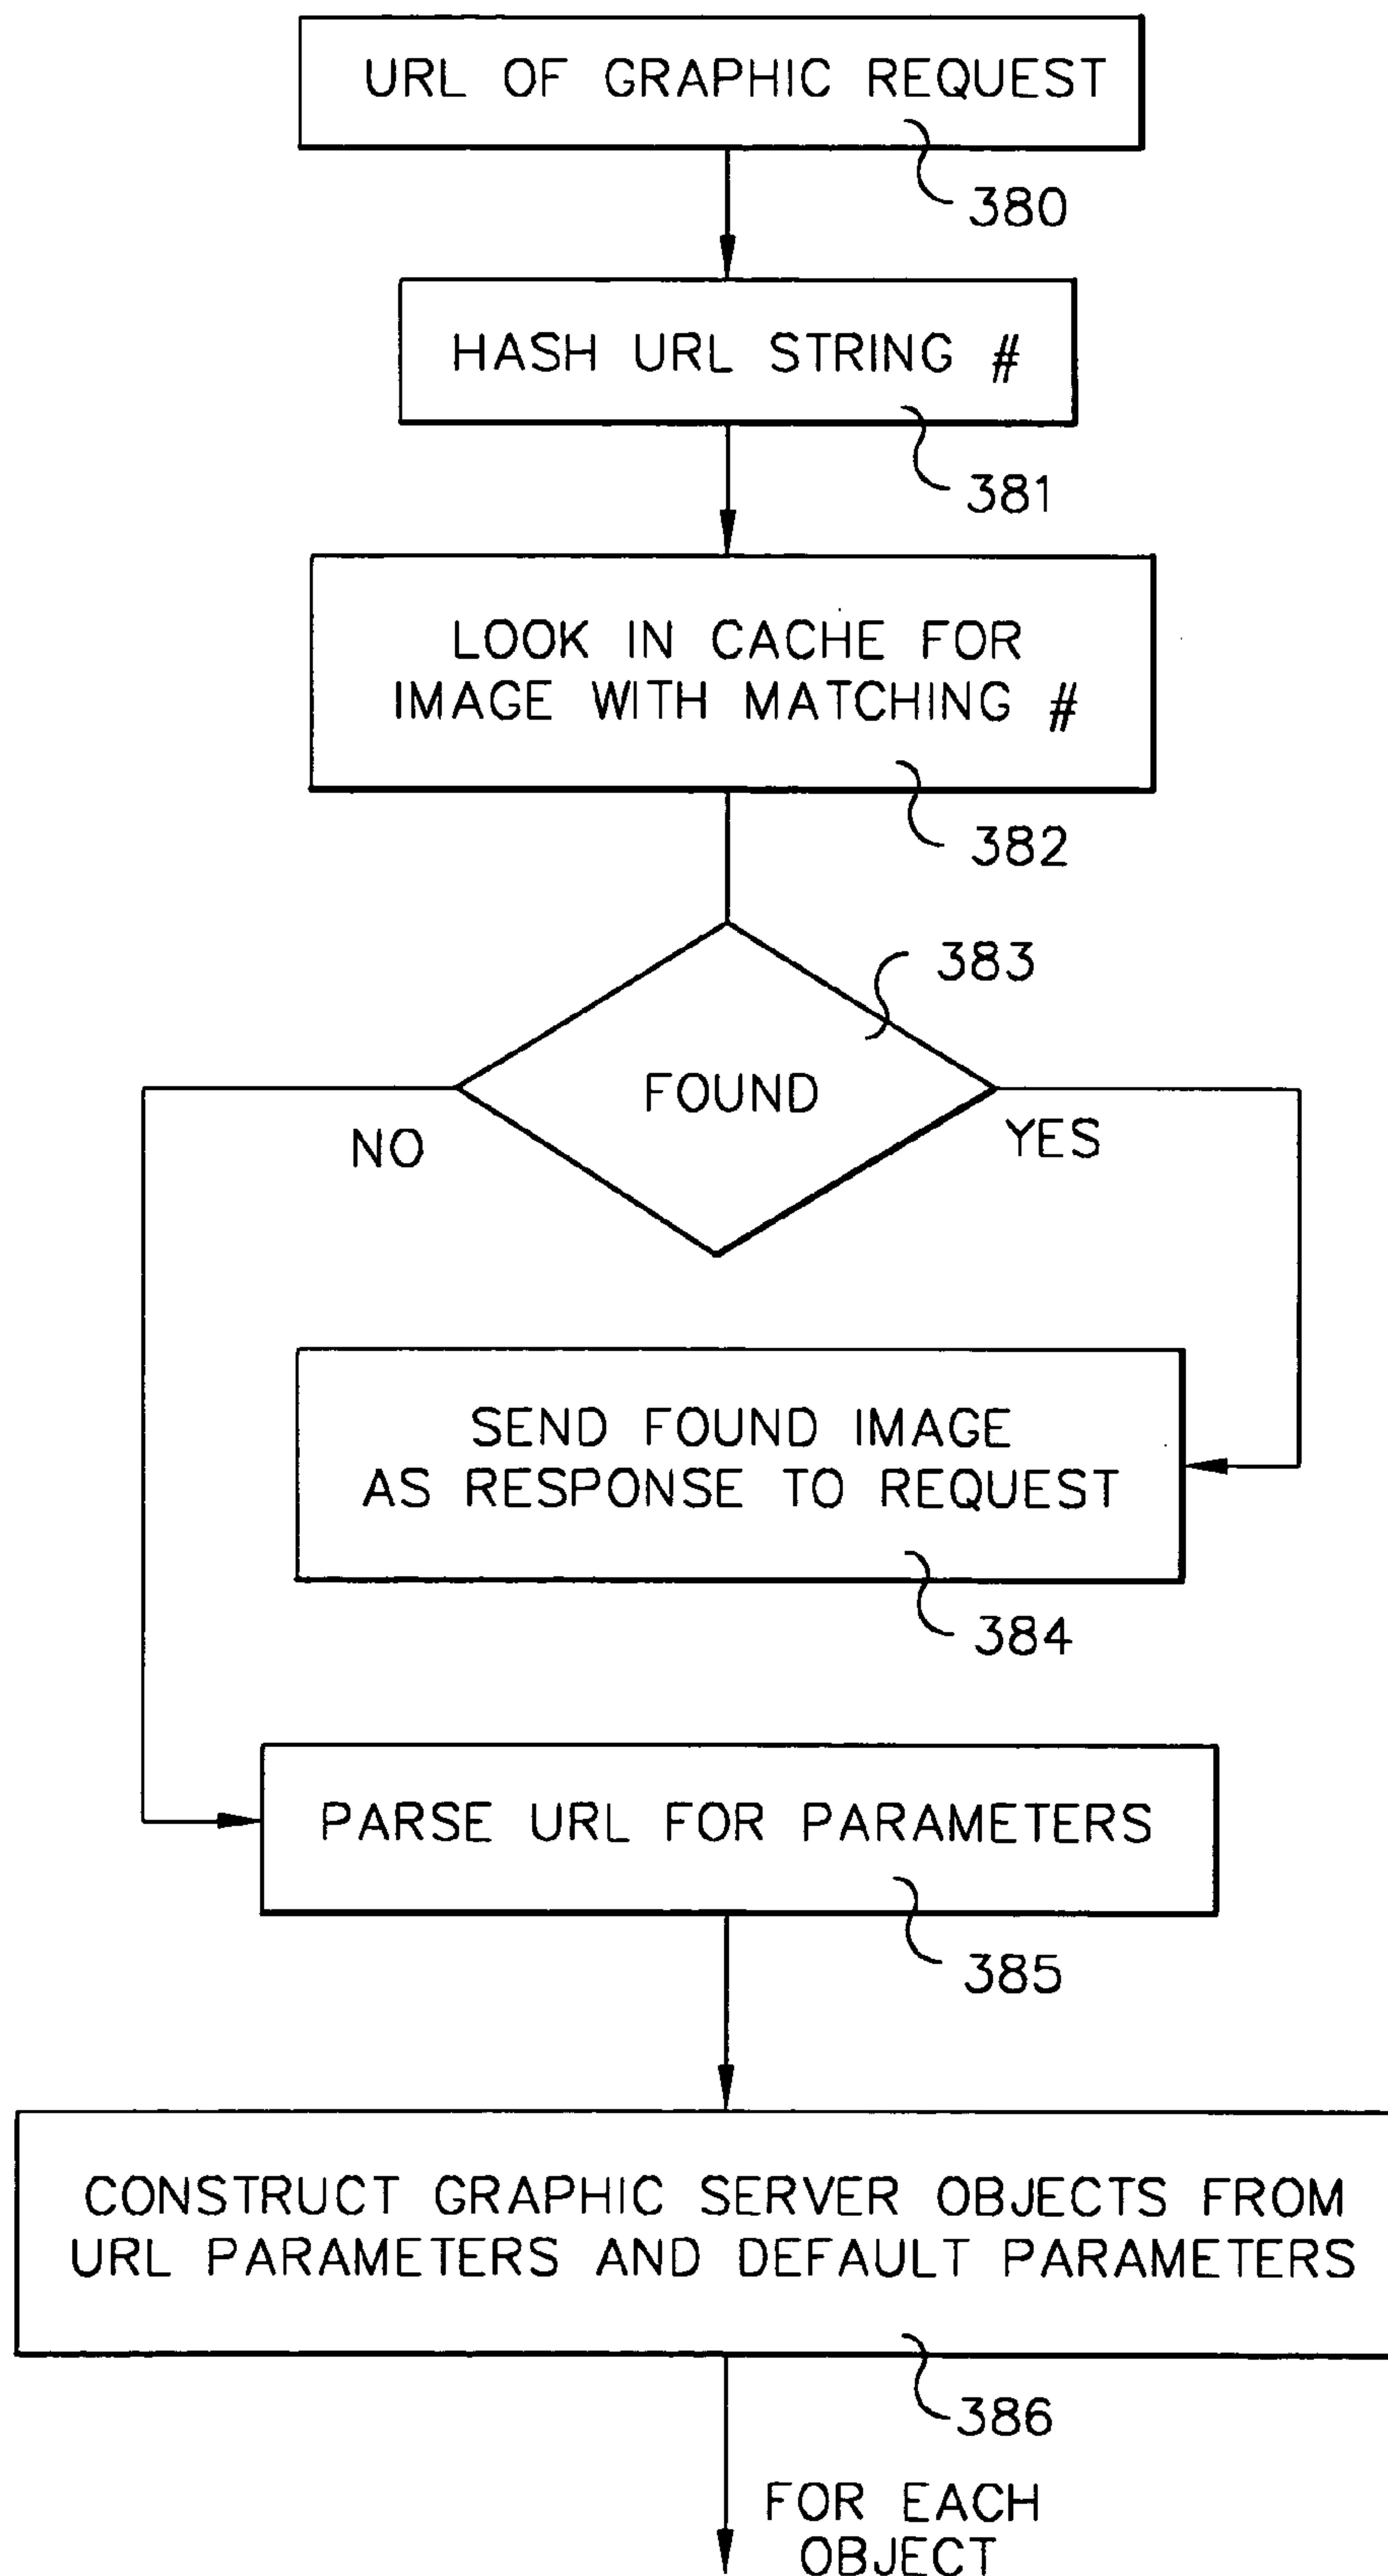 URL OF GRAPHIC REQUEST
380
HASH URL STRING #
381
LOOK IN CACHE FOR
IMAGE WITH MATCHING #
382
383
FOUND
NO
YES
SEND FOUND IMAGE
AS RESPONSE TO REQUEST
384
PARSE URL FOR PARAMETERS
385
CONSTRUCT GRAPHIC SERVER OBJECTS FROM
URL PARAMETERS AND DEFAULT PARAMETERS
386
FOR EACH
OBJECT